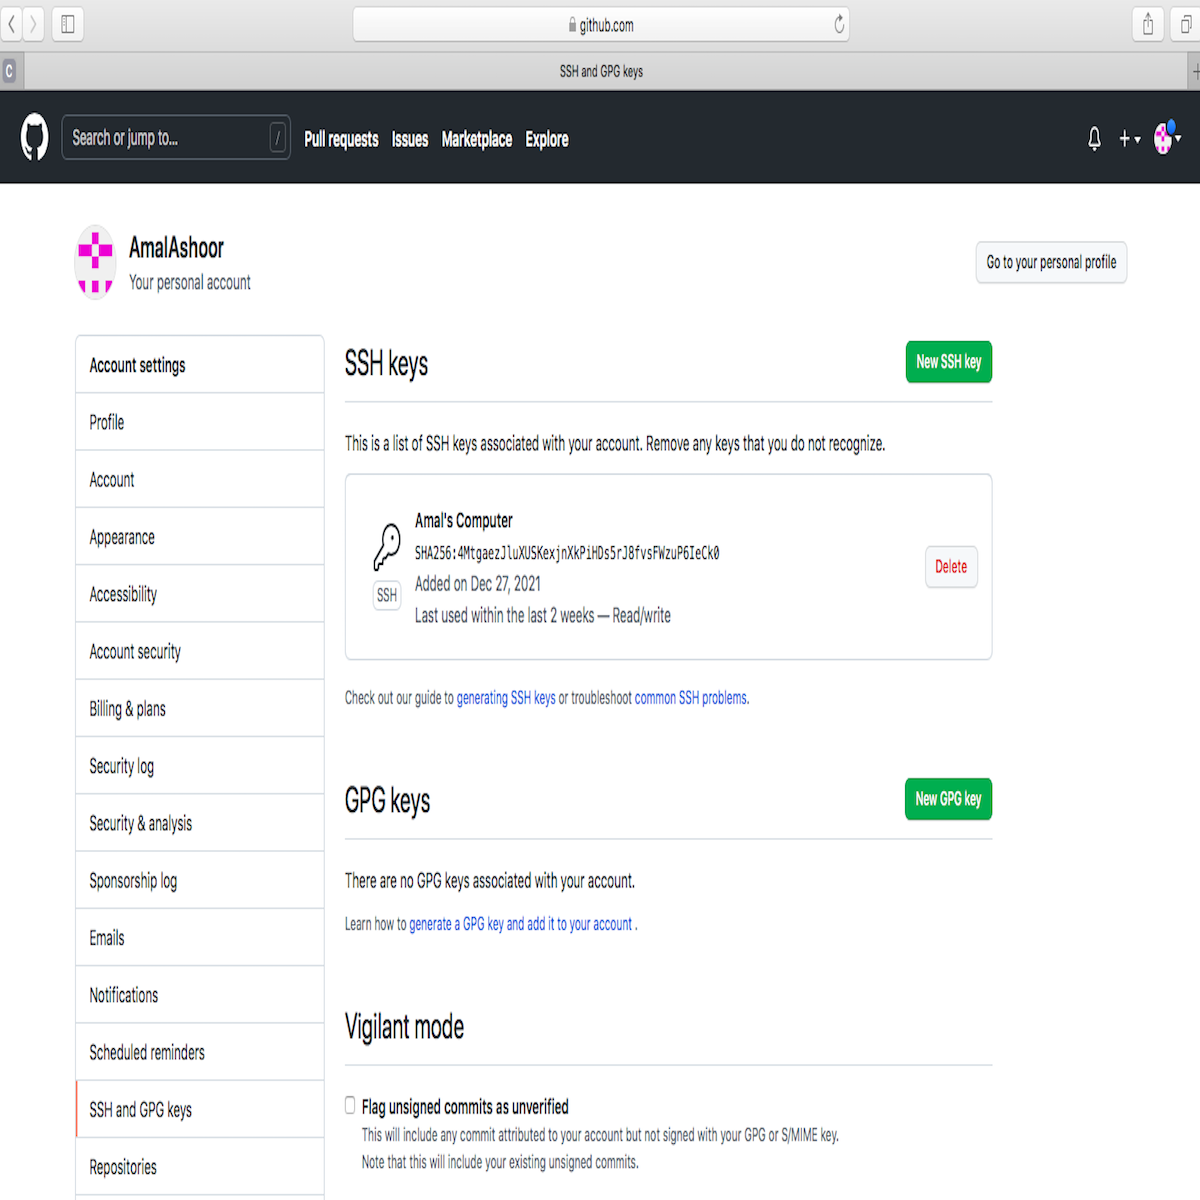 github.com
C
SSH and GPG keys
Search or jump to...
/
Pull requests
Issues
Marketplace
Explore
AmalAshoor
Your personal account
Go to your personal profile
Account settings
Profile
Account
Appearance
Accessibility
Account security
Billing & plans
Security log
Security & analysis
Sponsorship log
Emails
Notifications
Scheduled reminders
SSH and GPG keys
Repositories
SSH keys
New SSH key
This is a list of SSH keys associated with your account. Remove any keys that you do not recognize.
Amal's Computer
SHA256:4MtgaezJluXUSKexjnXkPiHDs5rJ8fvsFWzuP6IeCk0
SSH
Added on Dec 27, 2021
Last used within the last 2 weeks — Read/write
Delete
Check out our guide to generating SSH keys or troubleshoot common SSH problems.
GPG keys
New GPG key
There are no GPG keys associated with your account.
Learn how to generate a GPG key and add it to your account .
Vigilant mode
Flag unsigned commits as unverified
This will include any commit attributed to your account but not signed with your GPG or S/MIME key.
Note that this will include your existing unsigned commits.